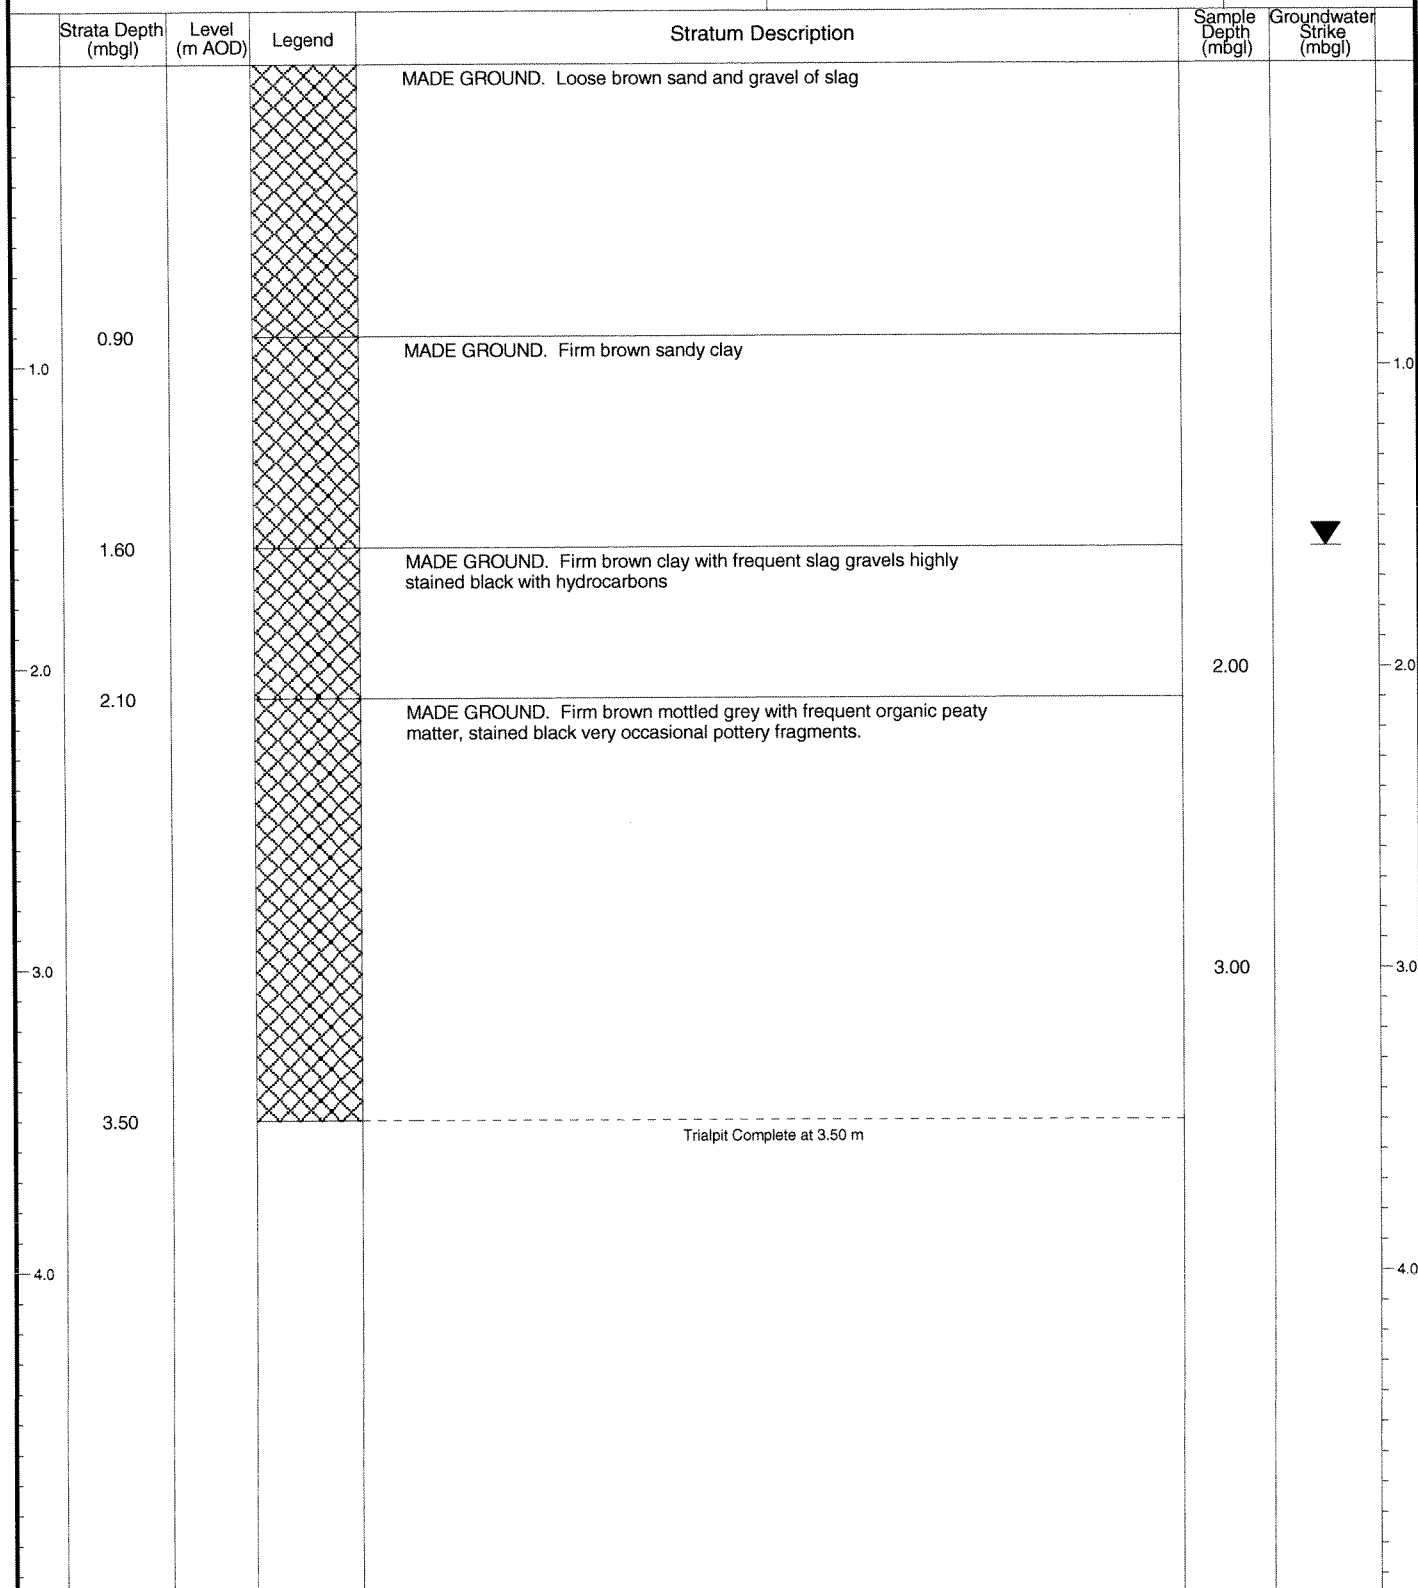 Strata Depth
(mbgl)
Level
(m AOD)
Legend
Stratum Description
Sample
Depth
(mbgl)
Groundwater
Strike
(mbgl)
MADE GROUND. Loose brown sand and gravel of slag
0.90
MADE GROUND. Firm brown sandy clay
1.0
1.0
1.60
MADE GROUND. Firm brown clay with frequent slag gravels highly
stained black with hydrocarbons
2.0
2.00
2.0
2.10
MADE GROUND. Firm brown mottled grey with frequent organic peaty
matter, stained black very occasional pottery fragments.
3.0
3.00
3.0
3.50
Trialpit Complete at 3.50 m
4.0
4.0